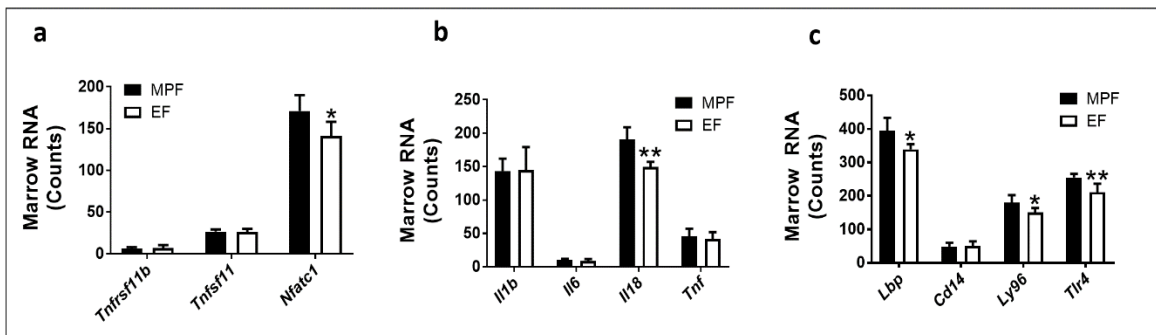 a
Marrow RNA
(Counts)
200
150
100
50
0
MPF
EF
*
Tnfrsf11b
Tnfsf11
Nfatc1
b
Marrow RNA
(Counts)
250
200
150
100
50
0
MPF
EF
**
Il1b
Il6
Il18
Tnf
c
Marrow RNA
(Counts)
500
400
300
200
100
0
MPF
EF
*
*
**
Lbp
Cd14
Ly96
Tlr4